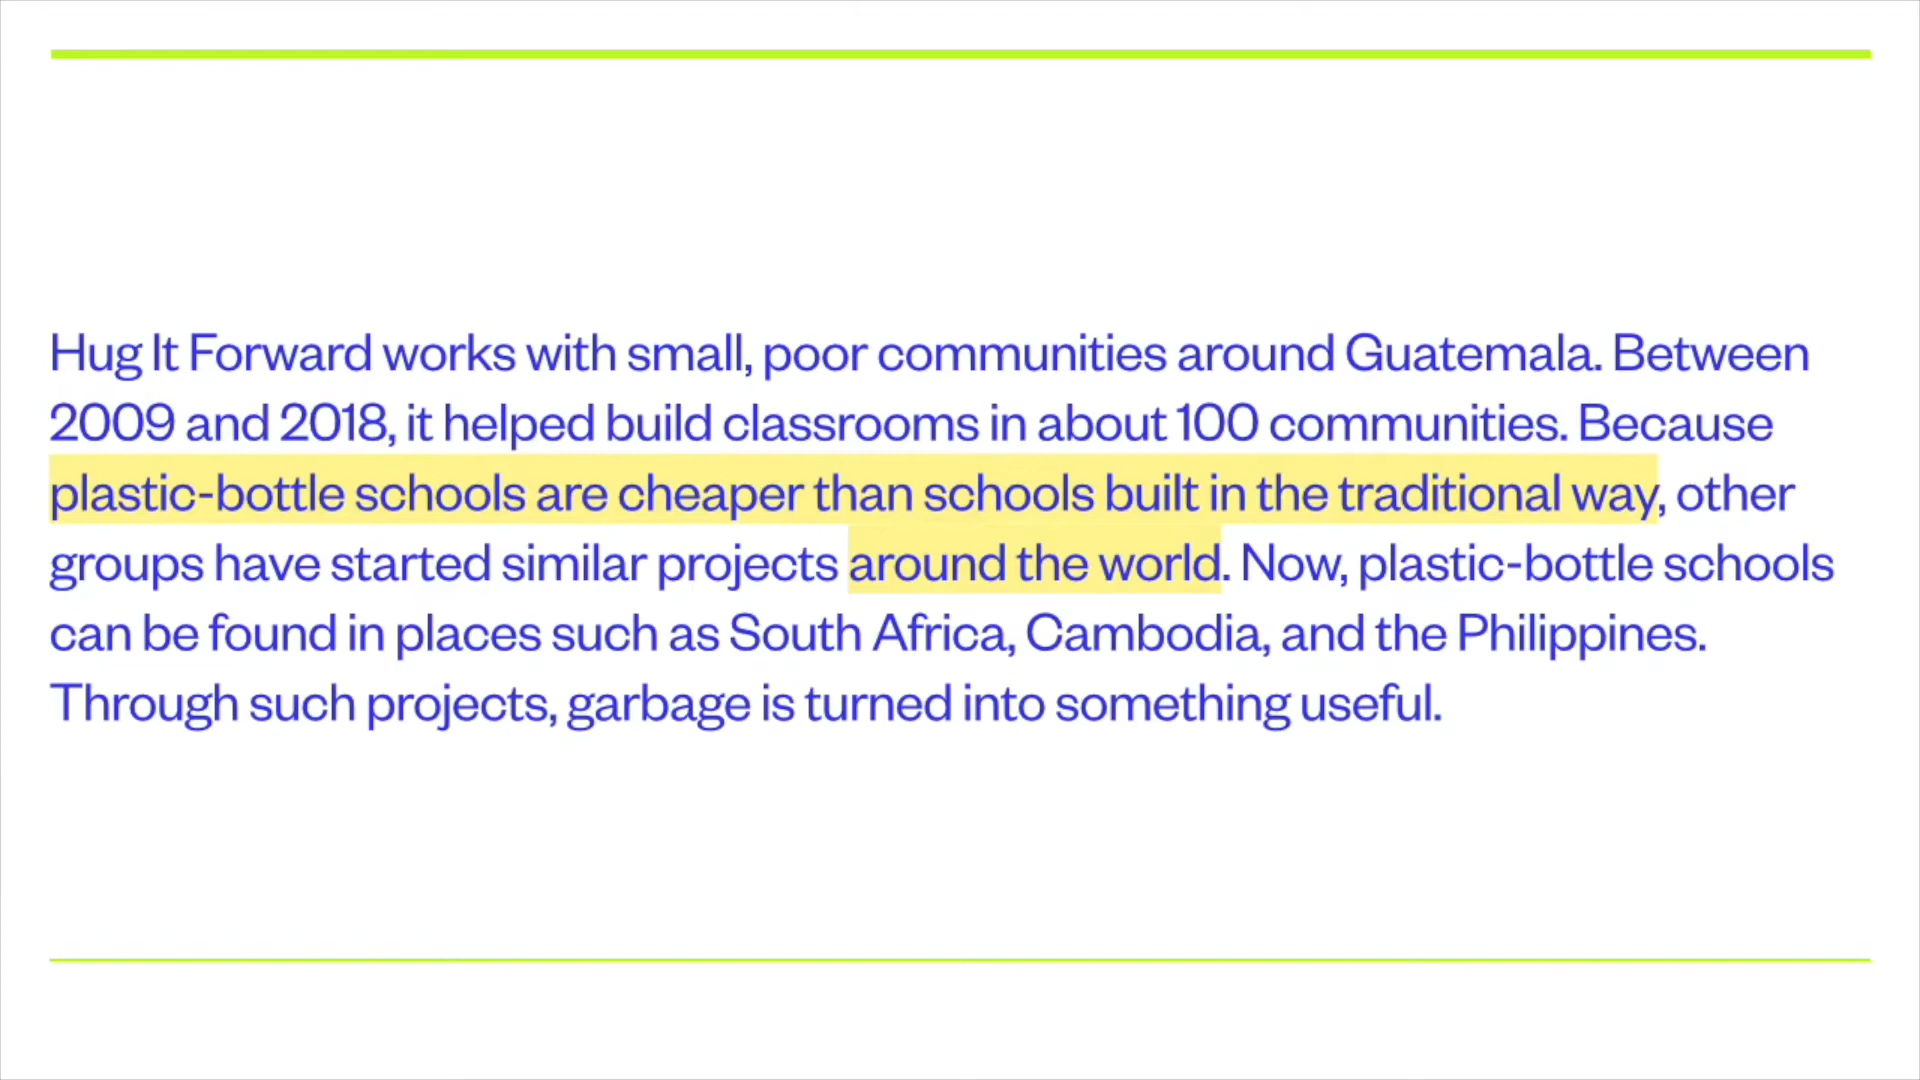 Hug It Forward works with small, poor communities around Guatemala. Between
2009 and 2018, it helped build classrooms in about 100 communities. Because
plastic-bottle schools are cheaper than schools built in the traditional way, other
groups have started similar projects around the world. Now, plastic-bottle schools
can be found in places such as South Africa, Cambodia, and the Philippines.
Through such projects, garbage is turned into something useful.